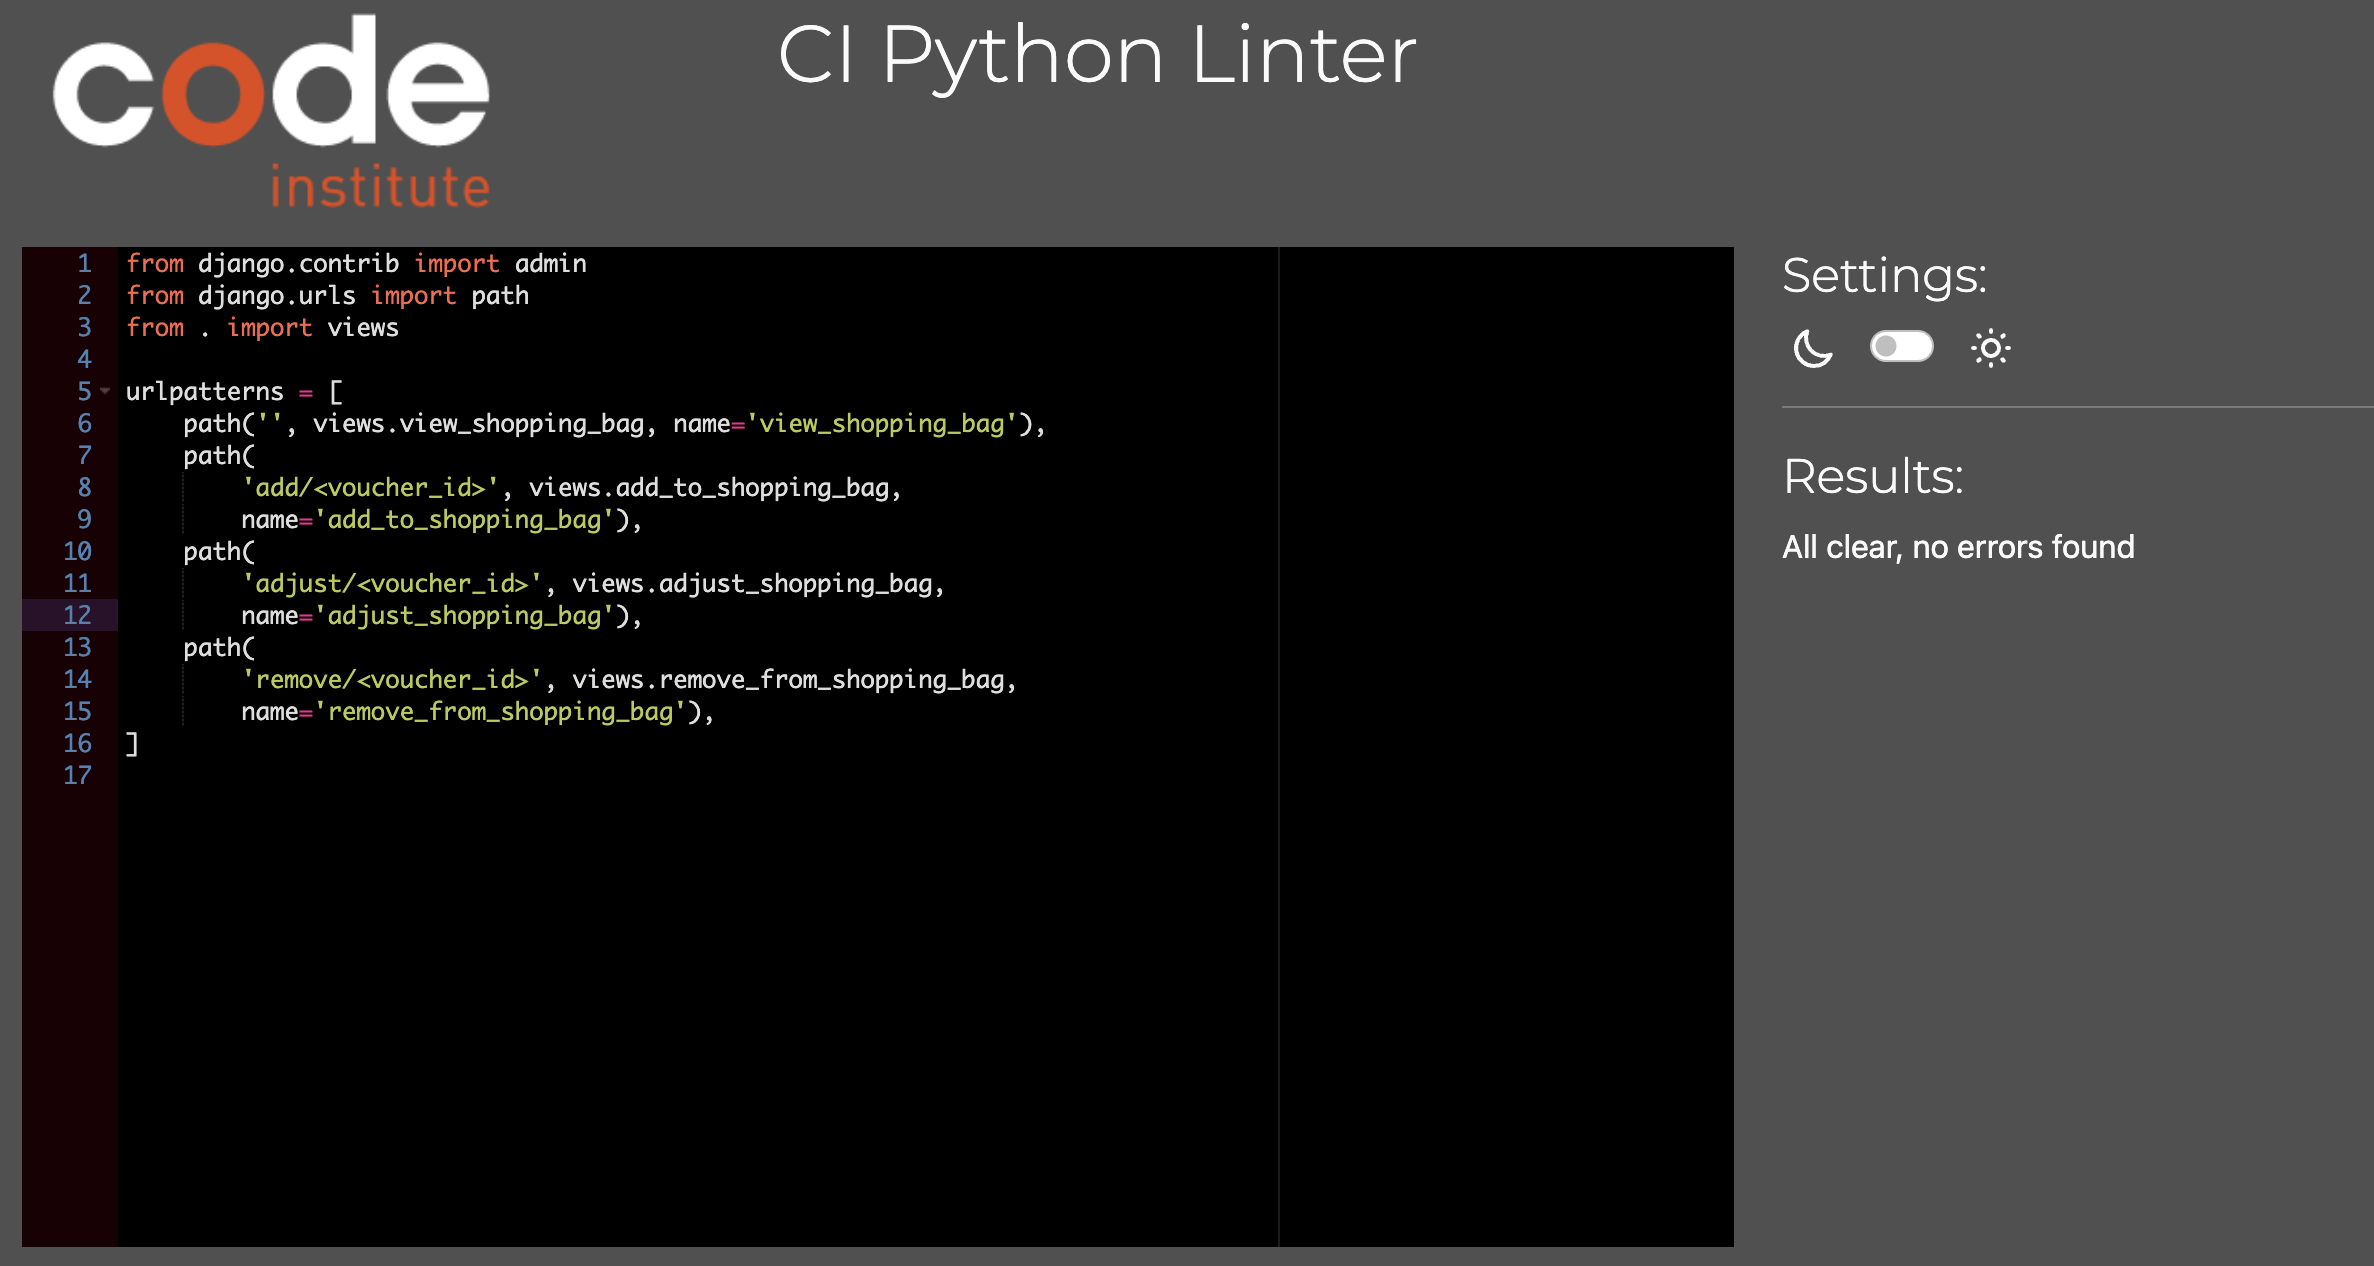 code
institute
CI Python Linter
1 from django.contrib import admin
2 from django.urls import path
3 from . import views
4
5 urlpatterns = [
6     path('', views.view_shopping_bag, name='view_shopping_bag'),
7     path(
8         'add/<voucher_id>', views.add_to_shopping_bag,
9         name='add_to_shopping_bag'),
10     path(
11         'adjust/<voucher_id>', views.adjust_shopping_bag,
12         name='adjust_shopping_bag'),
13     path(
14         'remove/<voucher_id>', views.remove_from_shopping_bag,
15         name='remove_from_shopping_bag'),
16 ]
17
Settings:
Results:
All clear, no errors found